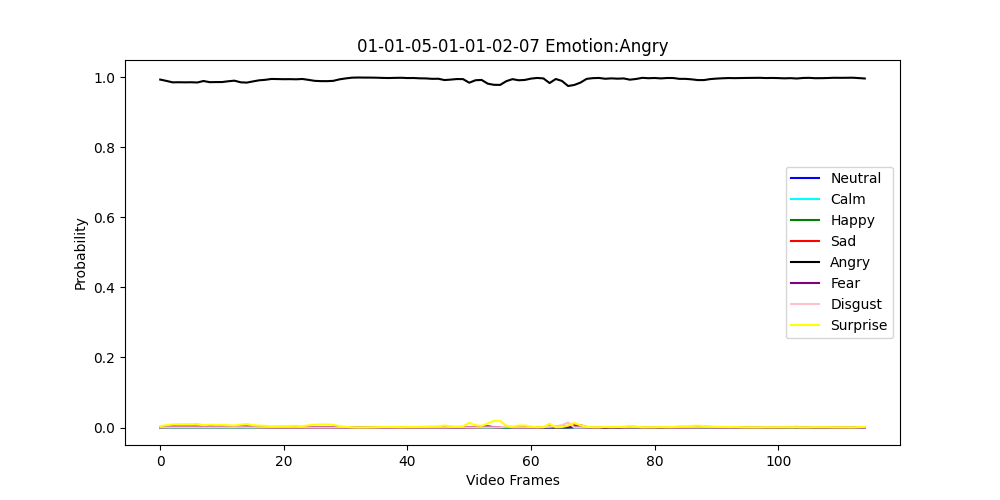 01-01-05-01-01-02-07 Emotion:Angry
1.0
0.8
0.6
0.4
0.2
0.0
Probability
0
20
40
60
80
100
Video Frames
Neutral
Calm
Happy
Sad
Angry
Fear
Disgust
Surprise